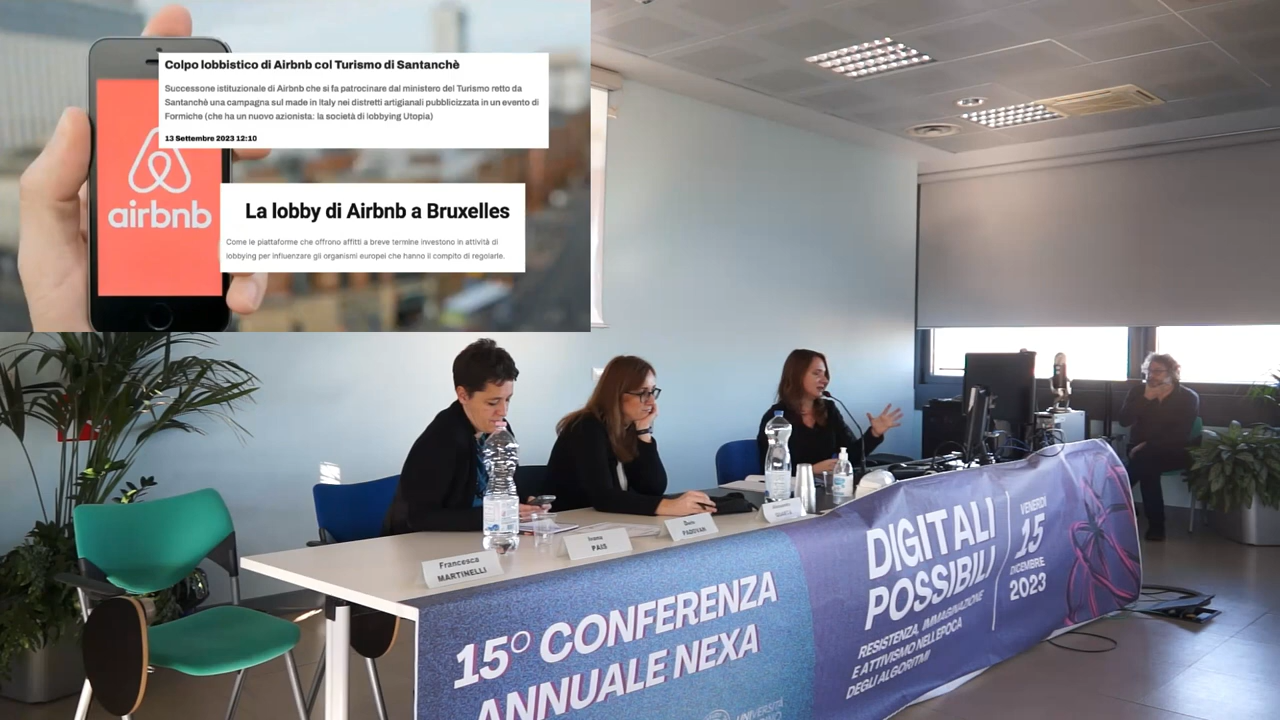 Colpo lobbistico di Airbnb col Turismo di Santanchè
Successone istituzionale di Airbnb che si fa patrocinare dal ministero del Turismo retto da
Santanchè una campagna sul made in Italy nei distretti artigianali pubblicizzata in un evento di
Formiche (che ha un nuovo azionista: la società di lobbying Utopia)
13 Settembre 2023 12:10
airbnb
La lobby di Airbnb a Bruxelles
Come le piattaforme che offrono affitti a breve termine investono in attività di
lobbying per influenzare gli organismi europei che hanno il compito di regolarle.
Francesca
MARTINELLI
Ivana
PAIS
PADOVAN
15° CONFERENZA
ANNUALE NEXA
DIGITALI
POSSIBILI
RESISTENZA, IMMAGINAZIONE
E ATTIVISMO NELL'EPOCA
DEGLI ALGORITMI
VENERDÌ
15
DICEMBRE
2023